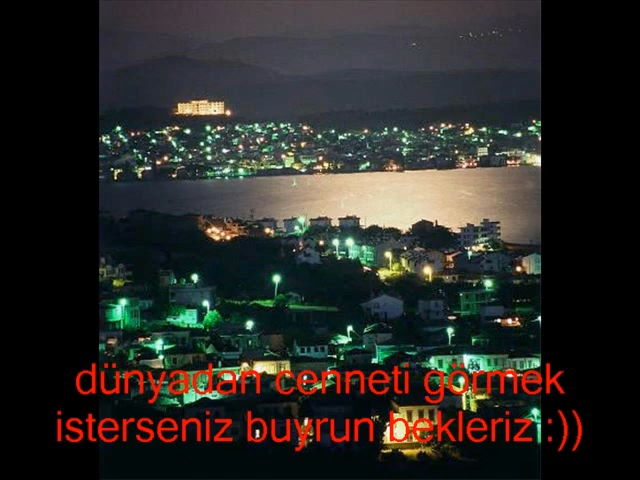 dünyadan cenneti görmek
isterseniz buyrun bekleriz :))